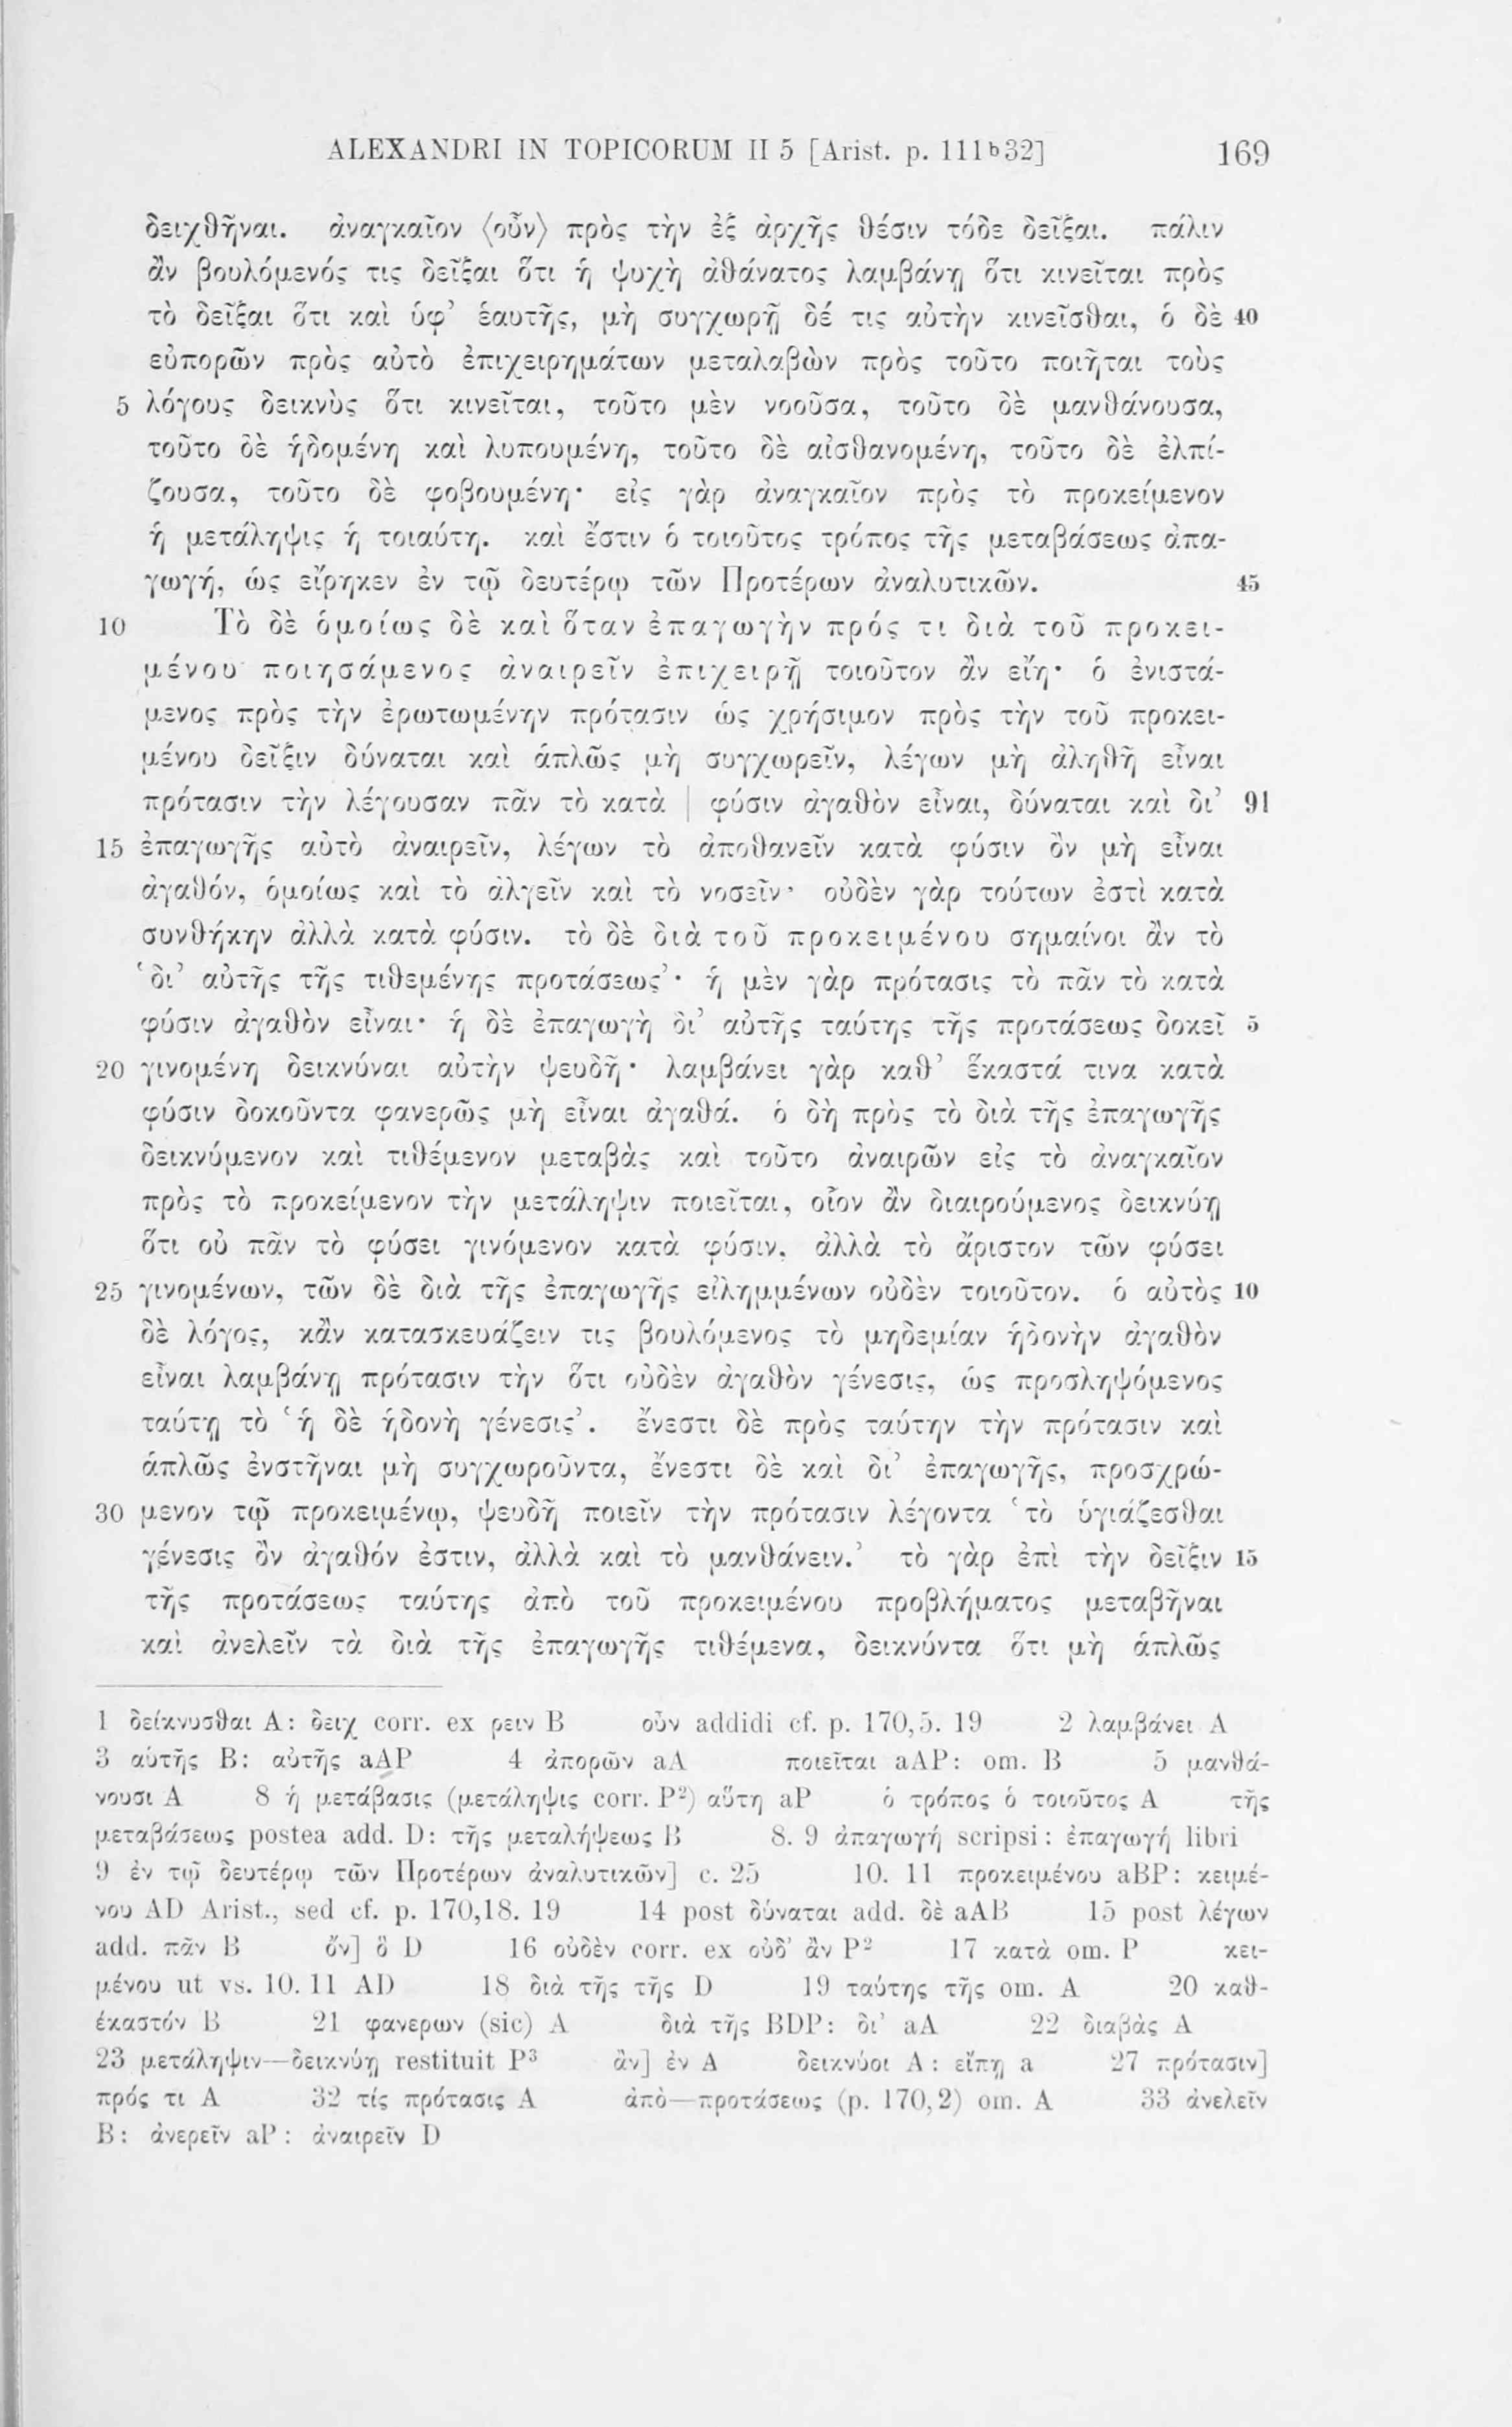 ALEXANDRI IN TOPICORUM II 5 [Arist. p. 111ᵇ32] 169
δειχθῆναι. ἀναγκαῖον ⟨οὖν⟩ πρὸς τὴν ἐξ ἀρχῆς θέσιν τόδε δεῖξαι. πάλιν
ἂν βουλόμενός τις δεῖξαι ὅτι ἡ ψυχὴ ἀθάνατος λαμβάνῃ ὅτι κινεῖται πρὸς
τὸ δεῖξαι ὅτι καὶ ὑφ’ ἑαυτῆς, μὴ συγχωρῇ δέ τις αὐτὴν κινεῖσθαι, ὁ δὲ 40
εὐπορῶν πρὸς αὐτὸ ἐπιχειρημάτων μεταλαβὼν πρὸς τοῦτο ποιῆται τοὺς
5 λόγους δεικνὺς ὅτι κινεῖται, τοῦτο μὲν νοοῦσα, τοῦτο δὲ μανθάνουσα,
τοῦτο δὲ ἡδομένη καὶ λυπουμένη, τοῦτο δὲ αἰσθανομένη, τοῦτο δὲ ἐλπί-
ζουσα, τοῦτο δὲ φοβουμένη· εἰς γὰρ ἀναγκαῖον πρὸς τὸ προκείμενον
ἡ μετάληψις ἡ τοιαύτη. καὶ ἔστιν ὁ τοιοῦτος τρόπος τῆς μεταβάσεως ἀπα-
γωγή, ὡς εἴρηκεν ἐν τῷ δευτέρῳ τῶν Προτέρων ἀναλυτικῶν. 45
10 Τὸ δὲ ὁμοίως δὲ καὶ ὅταν ἐπαγωγὴν πρός τι διὰ τοῦ προκει-
μένου ποιησάμενος ἀναιρεῖν ἐπιχειρῇ τοιοῦτον ἂν εἴη· ὁ ἐνιστά-
μενος πρὸς τὴν ἐρωτωμένην πρότασιν ὡς χρήσιμον πρὸς τὴν τοῦ προκει-
μένου δεῖξιν δύναται καὶ ἁπλῶς μὴ συγχωρεῖν, λέγων μὴ ἀληθῆ εἶναι
πρότασιν τὴν λέγουσαν πᾶν τὸ κατὰ | φύσιν ἀγαθὸν εἶναι, δύναται καὶ δι’ 91
15 ἐπαγωγῆς αὐτὸ ἀναιρεῖν, λέγων τὸ ἀποθανεῖν κατὰ φύσιν ὂν μὴ εἶναι
ἀγαθόν, ὁμοίως καὶ τὸ ἀλγεῖν καὶ τὸ νοσεῖν· οὐδὲν γὰρ τούτων ἐστὶ κατὰ
συνθήκην ἀλλὰ κατὰ φύσιν. τὸ δὲ διὰ τοῦ προκειμένου σημαίνοι ἂν τὸ
‘δι’ αὐτῆς τῆς τιθεμένης προτάσεως’· ἡ μὲν γὰρ πρότασις τὸ πᾶν τὸ κατὰ
φύσιν ἀγαθὸν εἶναι· ἡ δὲ ἐπαγωγὴ δι’ αὐτῆς ταύτης τῆς προτάσεως δοκεῖ 5
20 γινομένη δεικνύναι αὐτὴν ψευδῆ· λαμβάνει γὰρ καθ’ ἕκαστά τινα κατὰ
φύσιν δοκοῦντα φανερῶς μὴ εἶναι ἀγαθά. ὁ δὴ πρὸς τὸ διὰ τῆς ἐπαγωγῆς
δεικνύμενον καὶ τιθέμενον μεταβὰς καὶ τοῦτο ἀναιρῶν εἰς τὸ ἀναγκαῖον
πρὸς τὸ προκείμενον τὴν μετάληψιν ποιεῖται, οἷον ἂν διαιρούμενος δεικνύῃ
ὅτι οὐ πᾶν τὸ φύσει γινόμενον κατὰ φύσιν, ἀλλὰ τὸ ἄριστον τῶν φύσει
25 γινομένων, τῶν δὲ διὰ τῆς ἐπαγωγῆς εἰλημμένων οὐδὲν τοιοῦτον. ὁ αὐτὸς 10
δὲ λόγος, κἂν κατασκευάζειν τις βουλόμενος τὸ μηδεμίαν ἡδονὴν ἀγαθὸν
εἶναι λαμβάνῃ πρότασιν τὴν ὅτι οὐδὲν ἀγαθὸν γένεσις, ὡς προσληψόμενος
ταύτῃ τὸ ‘ἡ δὲ ἡδονὴ γένεσις’. ἔνεστι δὲ πρὸς ταύτην τὴν πρότασιν καὶ
ἁπλῶς ἐνστῆναι μὴ συγχωροῦντα, ἔνεστι δὲ καὶ δι’ ἐπαγωγῆς, προσχρώ-
30 μενον τῷ προκειμένῳ, ψευδῆ ποιεῖν τὴν πρότασιν λέγοντα ‘τὸ ὑγιάζεσθαι
γένεσις ὂν ἀγαθόν ἐστιν, ἀλλὰ καὶ τὸ μανθάνειν.’ τὸ γὰρ ἐπὶ τὴν δεῖξιν 15
τῆς προτάσεως ταύτης ἀπὸ τοῦ προκειμένου προβλήματος μεταβῆναι
καὶ ἀνελεῖν τὰ διὰ τῆς ἐπαγωγῆς τιθέμενα, δεικνύντα ὅτι μὴ ἁπλῶς
1 δείκνυσθαι A: δειχ corr. ex ρειν B οὖν addidi cf. p. 170,5. 19 2 λαμβάνει A
3 αὑτῆς B: αὐτῆς aAP 4 ἀπορῶν aA ποιεῖται aAP: om. B 5 μανθά-
νουσι A 8 ἡ μετάβασις (μετάληψις corr. P²) αὕτη aP ὁ τρόπος ὁ τοιοῦτος A τῆς
μεταβάσεως postea add. D: τῆς μεταλήψεως B 8. 9 ἀπαγωγή scripsi: ἐπαγωγή libri
9 ἐν τῷ δευτέρῳ τῶν Προτέρων ἀναλυτικῶν] c. 25 10. 11 προκειμένου aBP: κειμέ-
νου AD Arist., sed cf. p. 170,18. 19 14 post δύναται add. δὲ aAB 15 post λέγων
add. πᾶν B ὂν] ὃ D 16 οὐδὲν corr. ex οὐδ’ ἂν P² 17 κατὰ om. P κει-
μένου ut vs. 10. 11 AD 18 διὰ τῆς τῆς D 19 ταύτης τῆς om. A 20 καθ-
έκαστόν B 21 φανερων (sic) A διὰ τῆς BDP: δι’ aA 22 διαβὰς A
23 μετάληψιν—δεικνύῃ restituit P³ ἂν] ἐν A δεικνύοι A: εἴπῃ a 27 πρότασιν]
πρός τι A 32 τίς πρότασις A ἀπὸ—προτάσεως (p. 170,2) om. A 33 ἀνελεῖν
B: ἀνερεῖν aP: ἀναιρεῖν D